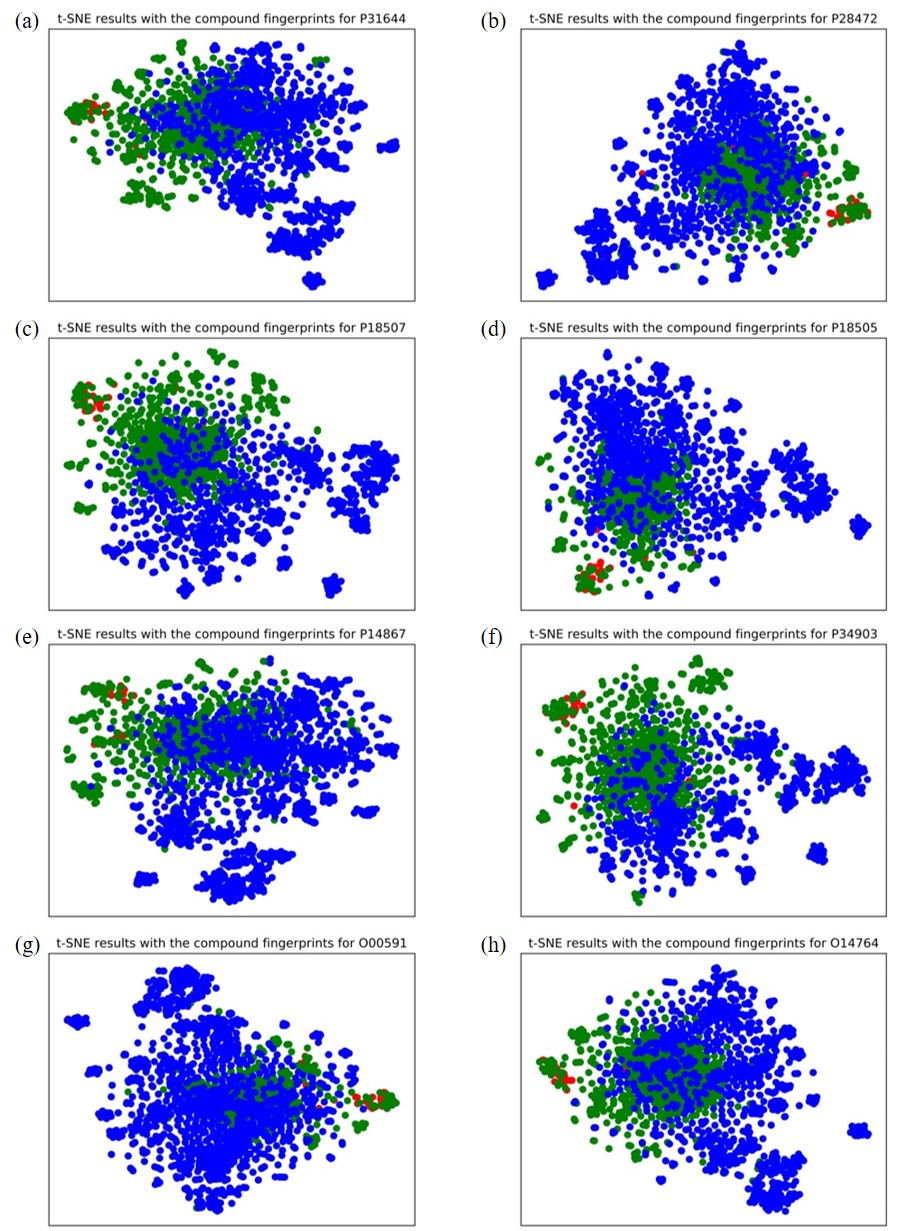 (a) t-SNE results with the compound fingerprints for P31644
(b) t-SNE results with the compound fingerprints for P28472
(c) t-SNE results with the compound fingerprints for P18507
(d) t-SNE results with the compound fingerprints for P18505
(e) t-SNE results with the compound fingerprints for P14867
(f) t-SNE results with the compound fingerprints for P34903
(g) t-SNE results with the compound fingerprints for O00591
(h) t-SNE results with the compound fingerprints for O14764